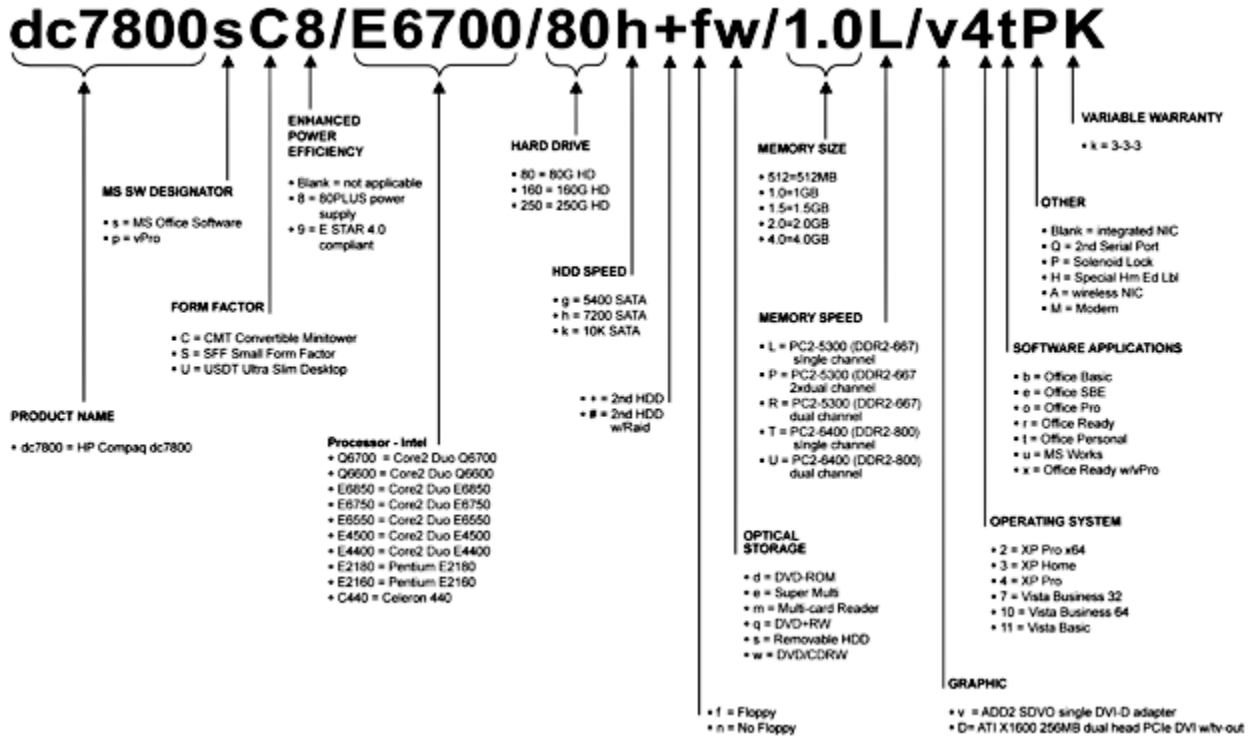 dc7800sC8/E6700/80h+fw/1.0L/v4tPK
VARIABLE WARRANTY
• k = 3-3-3
ENHANCED
POWER
EFFICIENCY
• Blank = not applicable
• 8 = 80PLUS power
supply
• 9 = E STAR 4.0
compliant
HARD DRIVE
• 80 = 80G HD
• 160 = 160G HD
• 250 = 250G HD
MEMORY SIZE
• 512=512MB
• 1.0=1GB
• 1.5=1.5GB
• 2.0=2.0GB
• 4.0=4.0GB
MS SW DESIGNATOR
• s = MS Office Software
• p = vPro
OTHER
• Blank = integrated NIC
• Q = 2nd Serial Port
• P = Solenoid Lock
• H = Special Hm Ed Lbl
• A = wireless NIC
• M = Modem
HDD SPEED
• g = 5400 SATA
• h = 7200 SATA
• k = 10K SATA
FORM FACTOR
• C = CMT Convertible Minitower
• S = SFF Small Form Factor
• U = USDT Ultra Slim Desktop
MEMORY SPEED
• L = PC2-5300 (DDR2-667)
single channel
• P = PC2-5300 (DDR2-667
2xdual channel
• R = PC2-5300 (DDR2-667)
dual channel
• T = PC2-6400 (DDR2-800)
single channel
• U = PC2-6400 (DDR2-800)
dual channel
SOFTWARE APPLICATIONS
• b = Office Basic
• e = Office SBE
• o = Office Pro
• r = Office Ready
• t = Office Personal
• u = MS Works
• x = Office Ready w/vPro
• + = 2nd HDD
• # = 2nd HDD
w/Raid
PRODUCT NAME
• dc7800 = HP Compaq dc7800
Processor - Intel
• Q6700 = Core2 Duo Q6700
• Q6600 = Core2 Duo Q6600
• E6850 = Core2 Duo E6850
• E6750 = Core2 Duo E6750
• E6550 = Core2 Duo E6550
• E4500 = Core2 Duo E4500
• E4400 = Core2 Duo E4400
• E2180 = Pentium E2180
• E2160 = Pentium E2160
• C440 = Celeron 440
OPERATING SYSTEM
• 2 = XP Pro x64
• 3 = XP Home
• 4 = XP Pro
• 7 = Vista Business 32
• 10 = Vista Business 64
• 11 = Vista Basic
OPTICAL
STORAGE
• d = DVD-ROM
• e = Super Multi
• m = Multi-card Reader
• q = DVD+RW
• s = Removable HDD
• w = DVD/CDRW
GRAPHIC
• v = ADD2 SDVO single DVI-D adapter
• D= ATI X1600 256MB dual head PCIe DVI w/tv-out
• f = Floppy
• n = No Floppy